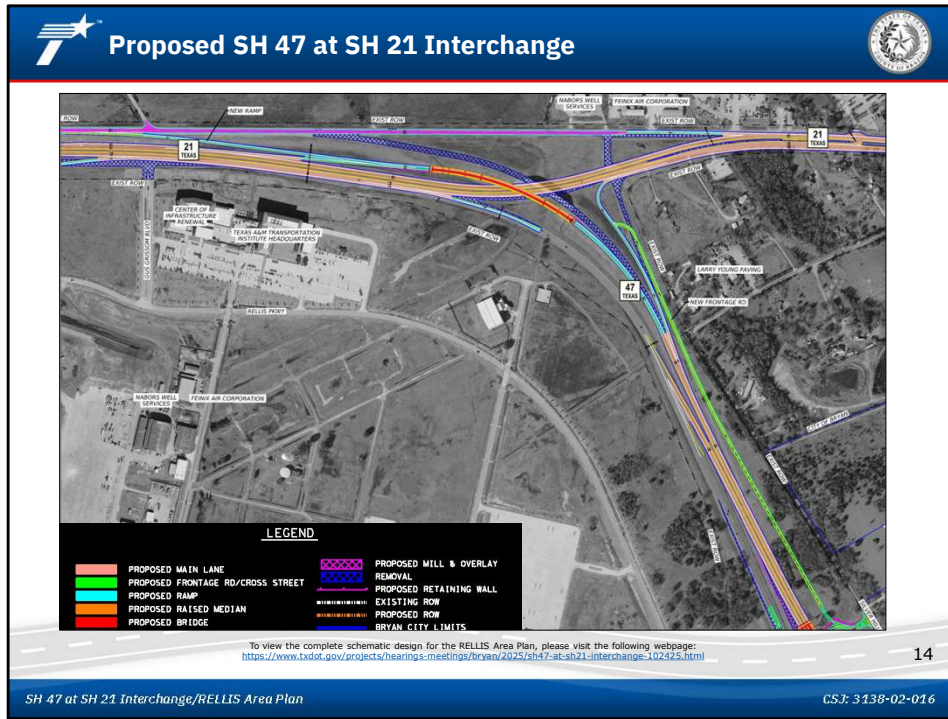 Proposed SH 47 at SH 21 Interchange
NEW RAMP
EXIST ROW
NABORS WELL
SERVICES
FEINIX AIR CORPORATION
ROW
EXIST ROW
21
TEXAS
21
TEXAS
EXIST ROW
EXIST ROW
CENTER OF
INFRASTRUCTURE
RENEWAL
TEXAS A&M TRANSPORTATION
INSTITUTE HEADQUARTERS
EXIST ROW
GUS GRISSOM BLVD
EXIST ROW
LARRY YOUNG PAVING
47
TEXAS
NEW FRONTAGE RD
RELLIS PKWY
NABORS WELL
SERVICES
FEINIX AIR CORPORATION
CITY OF BRYAN
EXIST ROW
EXIST ROW
LEGEND
PROPOSED MAIN LANE
PROPOSED FRONTAGE RD/CROSS STREET
PROPOSED RAMP
PROPOSED RAISED MEDIAN
PROPOSED BRIDGE
PROPOSED MILL & OVERLAY
REMOVAL
PROPOSED RETAINING WALL
EXISTING ROW
PROPOSED ROW
BRYAN CITY LIMITS
To view the complete schematic design for the RELLIS Area Plan, please visit the following webpage:
https://www.txdot.gov/projects/hearings-meetings/bryan/2025/sh47-at-sh21-interchange-102425.html
14
SH 47 at SH 21 Interchange/RELLIS Area Plan
CSJ: 3138-02-016